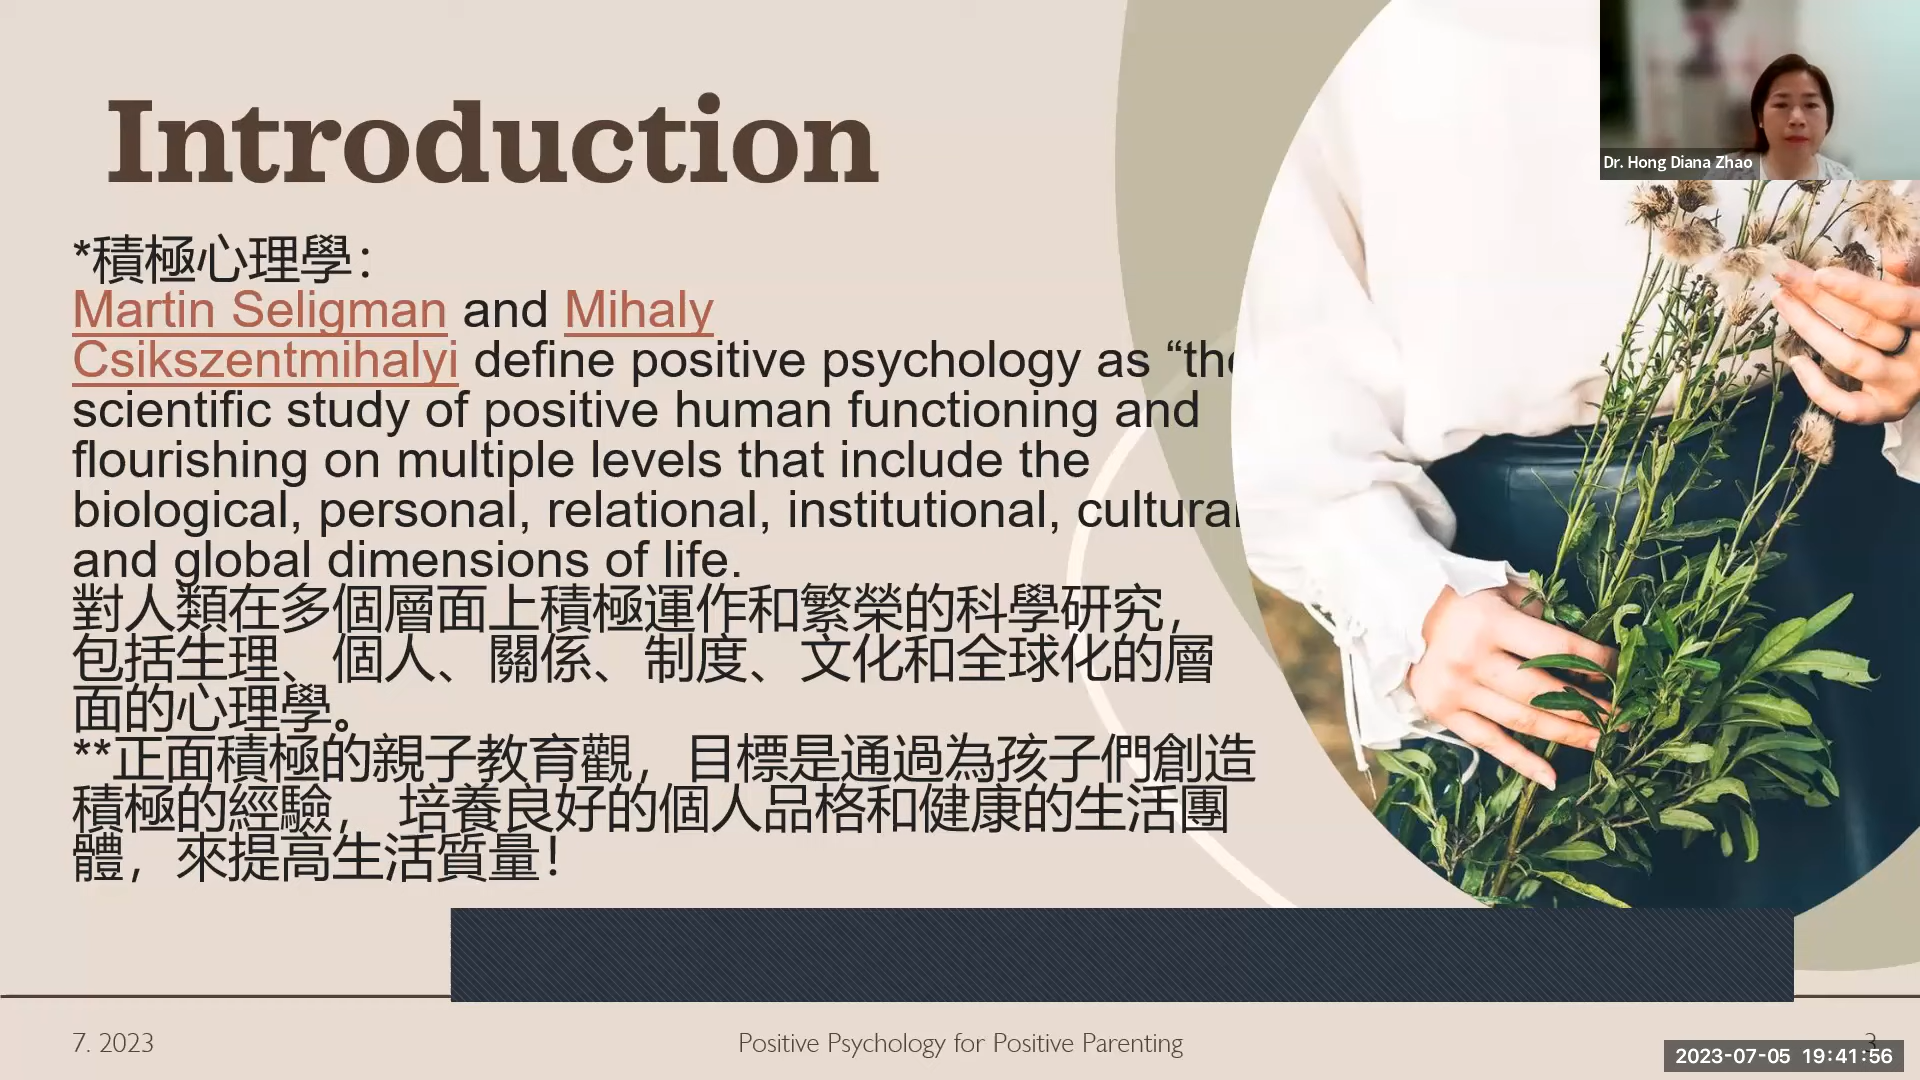 Introduction
Dr. Hong Diana Zhao
*積極心理學：
Martin Seligman and Mihaly
Csikszentmihalyi define positive psychology as “the
scientific study of positive human functioning and
flourishing on multiple levels that include the
biological, personal, relational, institutional, cultural
and global dimensions of life.
對人類在多個層面上積極運作和繁榮的科學研究，
包括生理、個人、關係、制度、文化和全球化的層
面的心理學。
**正面積極的親子教育觀，目標是通過為孩子們創造
積極的經驗， 培養良好的個人品格和健康的生活團
體，來提高生活質量！
7. 2023
Positive Psychology for Positive Parenting
3
2023-07-05 19:41:56